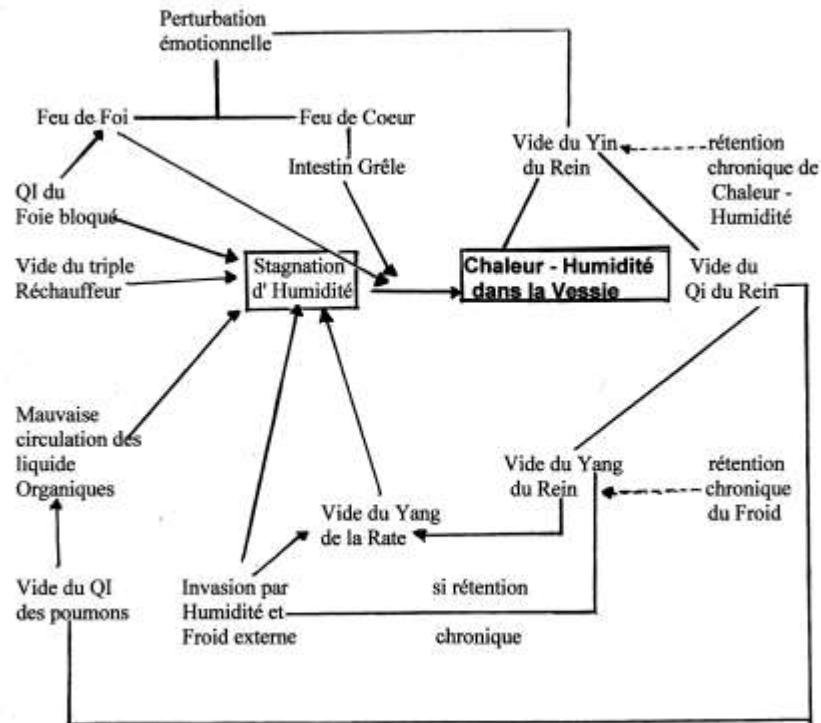 Perturbation
émotionnelle
Feu de Foi
Feu de Coeur
Intestin Grêle
Vide du Yin
du Rein
rétention
chronique de
Chaleur -
Humidité
QI du
Foie bloqué
Vide du triple
Réchauffeur
Stagnation
d' Humidité
Chaleur - Humidité
dans la Vessie
Vide du
Qi du Rein
Mauvaise
circulation des
liquide
Organiques
Vide du Yang
de la Rate
Vide du Yang
du Rein
rétention
chronique
du Froid
Vide du QI
des poumons
Invasion par
Humidité et
Froid externe
si rétention
chronique